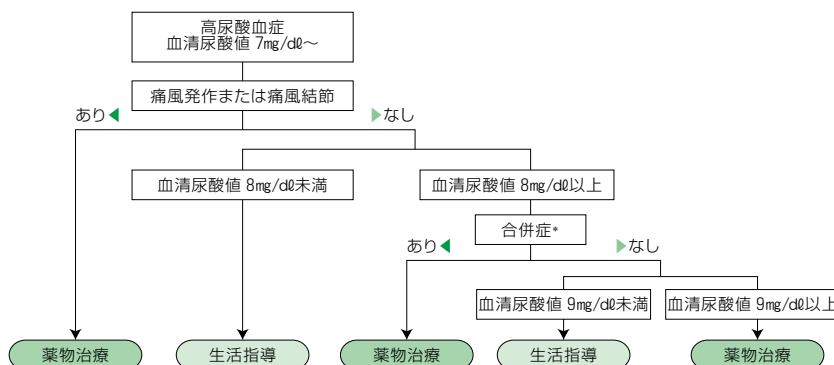 高尿酸血症
血清尿酸値 7mg/dℓ～
痛風発作または痛風結節
あり◀
▶なし
血清尿酸値 8mg/dℓ未満
血清尿酸値 8mg/dℓ以上
合併症*
あり◀
▶なし
血清尿酸値 9mg/dℓ未満
血清尿酸値 9mg/dℓ以上
薬物治療
生活指導
薬物治療
生活指導
薬物治療